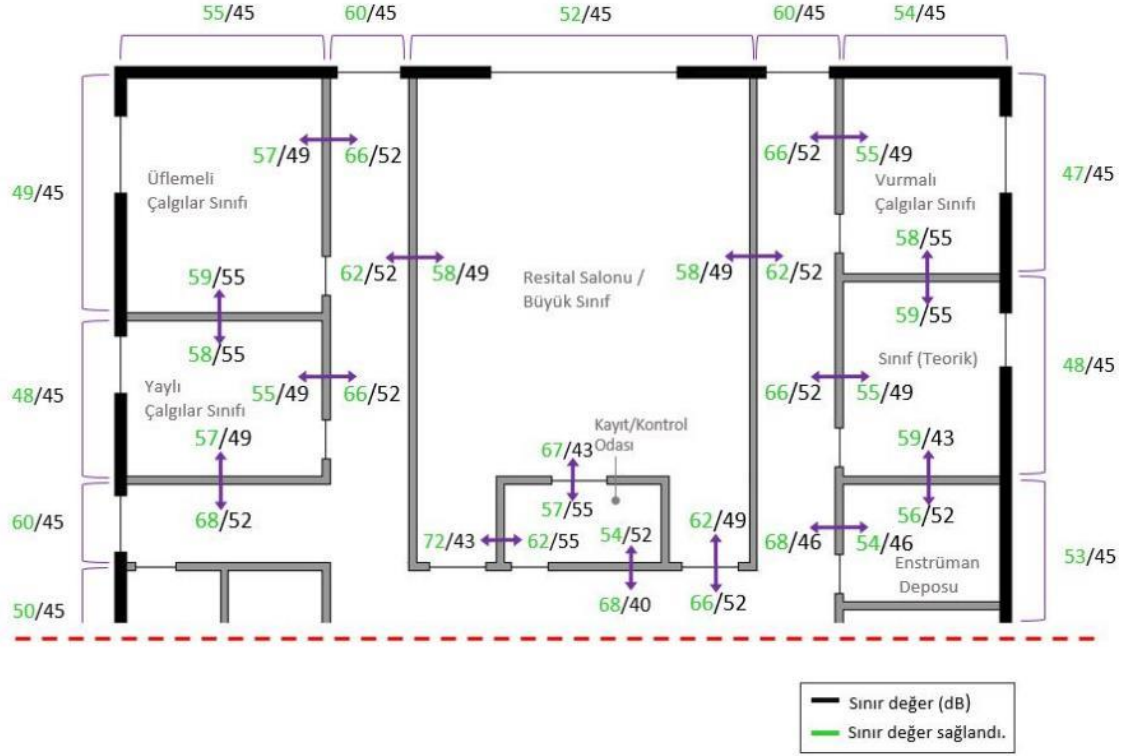 55/45
60/45
52/45
60/45
54/45
57/49
66/52
66/52
55/49
Üflemeli
Çalgılar Sınıfı
Vurmalı
Çalgılar Sınıfı
49/45
47/45
58/55
62/52
58/49
Resital Salonu /
Büyük Sınıf
58/49
62/52
59/55
59/55
58/55
Sınıf (Teorik)
48/45
Yaylı
Çalgılar Sınıfı
55/49
66/52
66/52
55/49
48/45
57/49
Kayıt/Kontrol
Odası
67/43
59/43
60/45
68/52
57/55
62/49
56/52
72/43
62/55
54/52
68/46
54/46
53/45
Enstrüman
Deposu
50/45
68/40
66/52
Sınır değer (dB)
Sınır değer sağlandı.